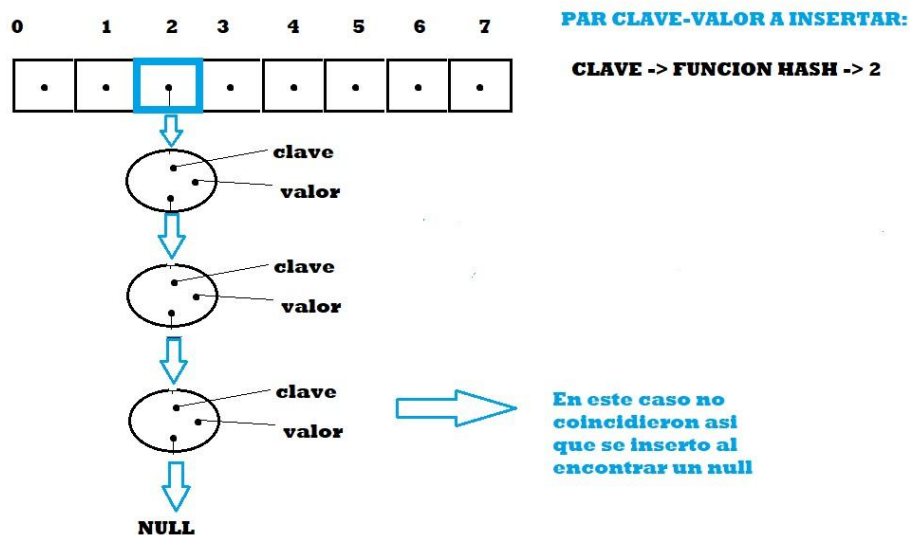 PAR CLAVE-VALOR A INSERTAR:
0 1 2 3 4 5 6 7
CLAVE -> FUNCION HASH -> 2
clave
valor
clave
valor
clave
valor
En este caso no
coincidieron asi
que se inserto al
encontrar un null
NULL